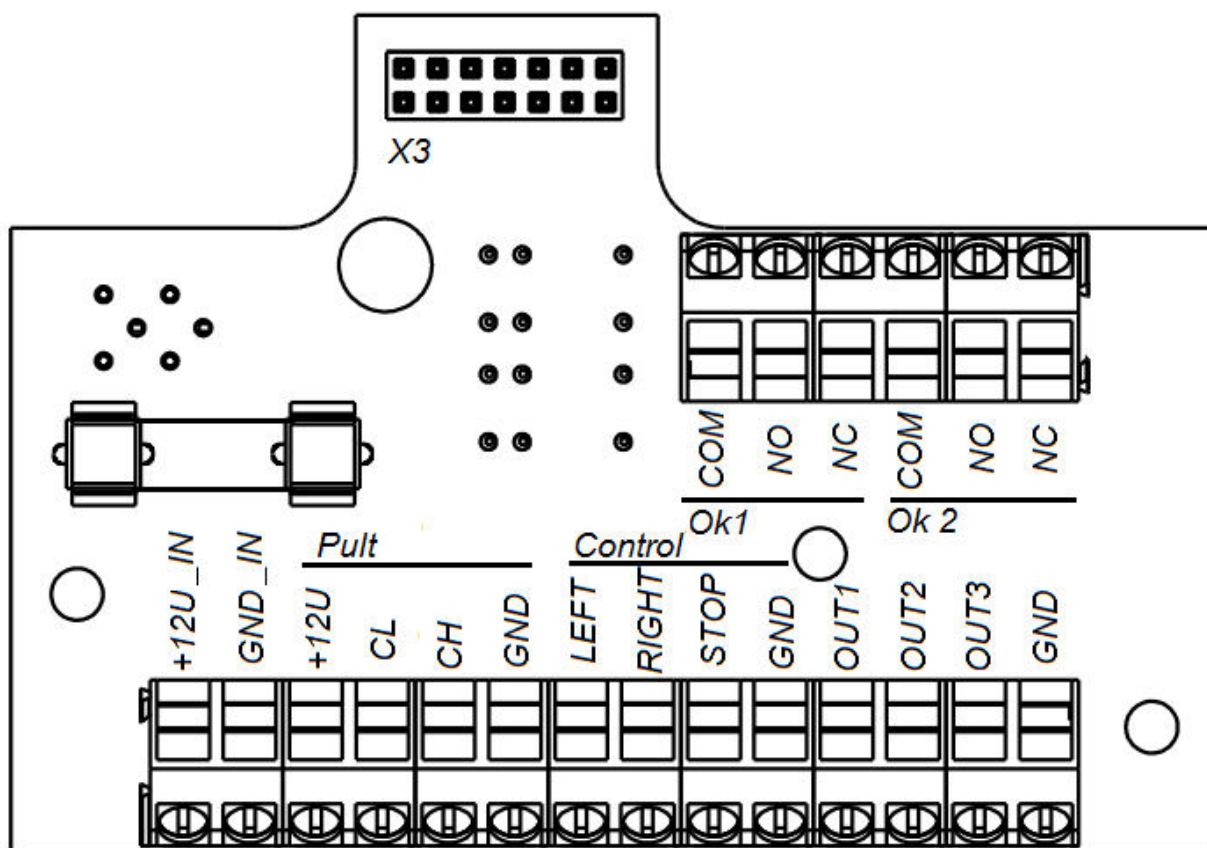 X3
COM NO NC COM NO NC
Ok1 Ok 2
Pult Control
+12U_IN GND_IN +12U CL CH GND LEFT RIGHT STOP GND OUT1 OUT2 OUT3 GND